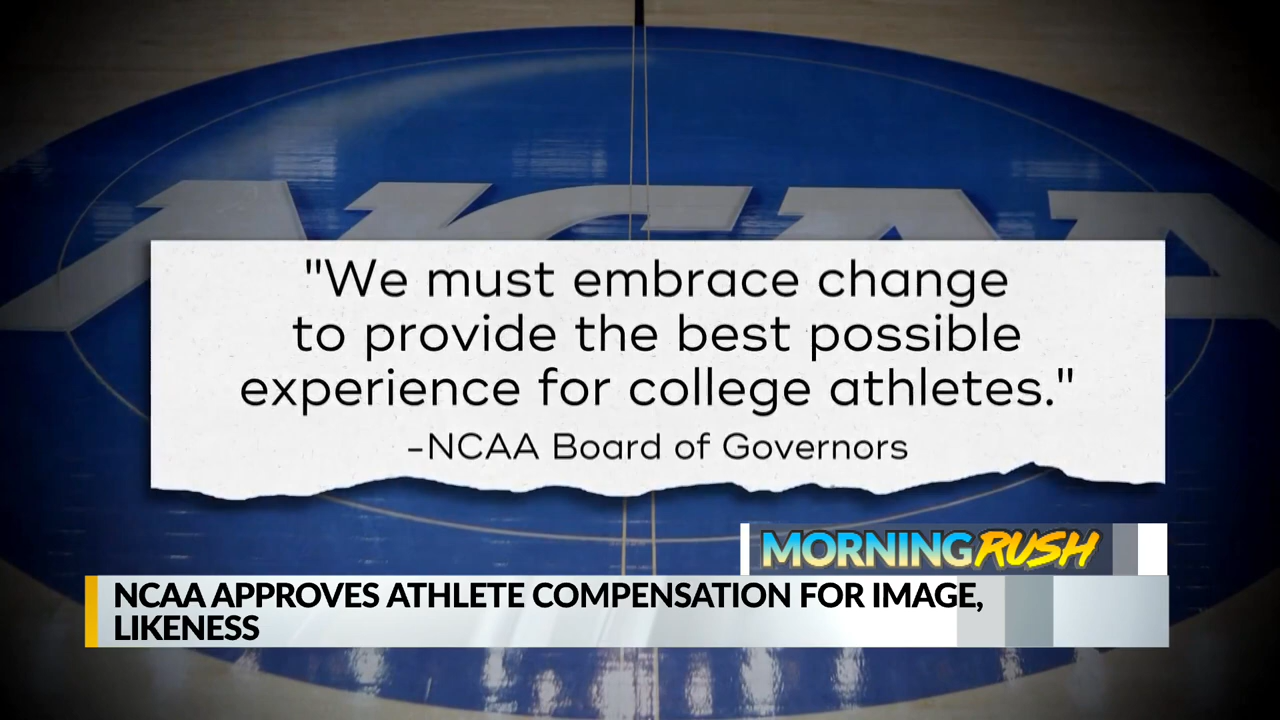 NCAA
"We must embrace change
to provide the best possible
experience for college athletes."
–NCAA Board of Governors
MORNING RUSH
NCAA APPROVES ATHLETE COMPENSATION FOR IMAGE,
LIKENESS